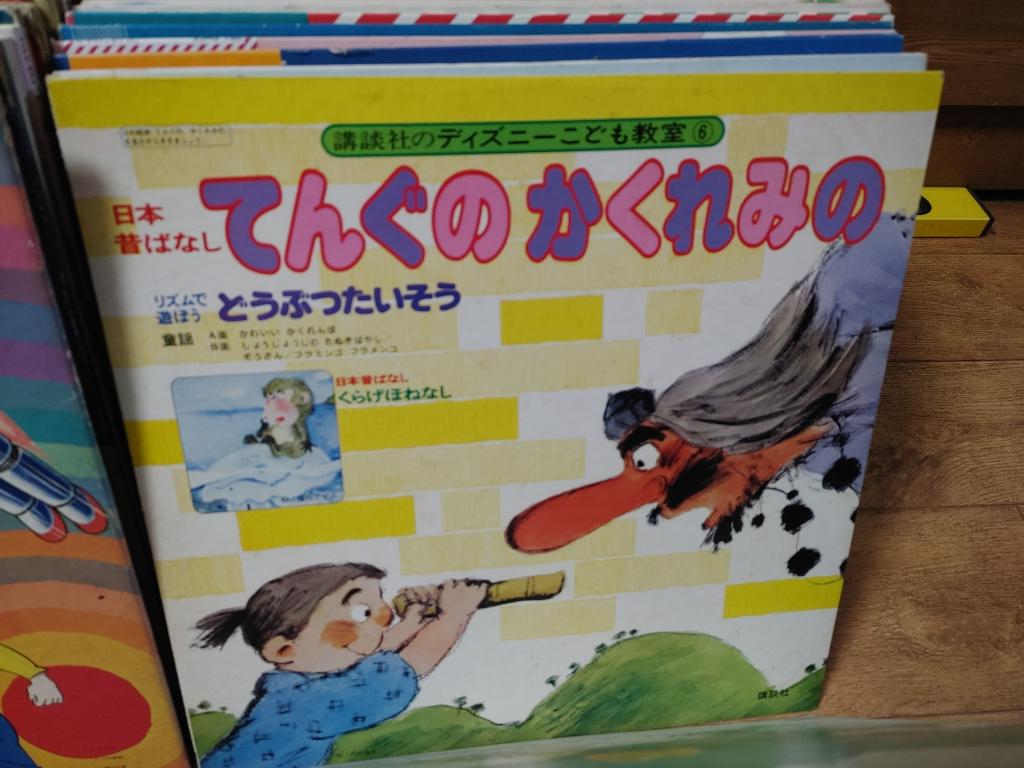 講談社のディズニーこども教室⑥
日本
昔ばなし
てんぐの かくれみの
リズムで
遊ぼう
どうぶつたいそう
童謡
A面 かわいい かくれんぼ
B面 しょうじょうじの たぬきばやし／
ぞうさん／フラミンゴ フラメンコ
日本昔ばなし
くらげほねなし
講談社